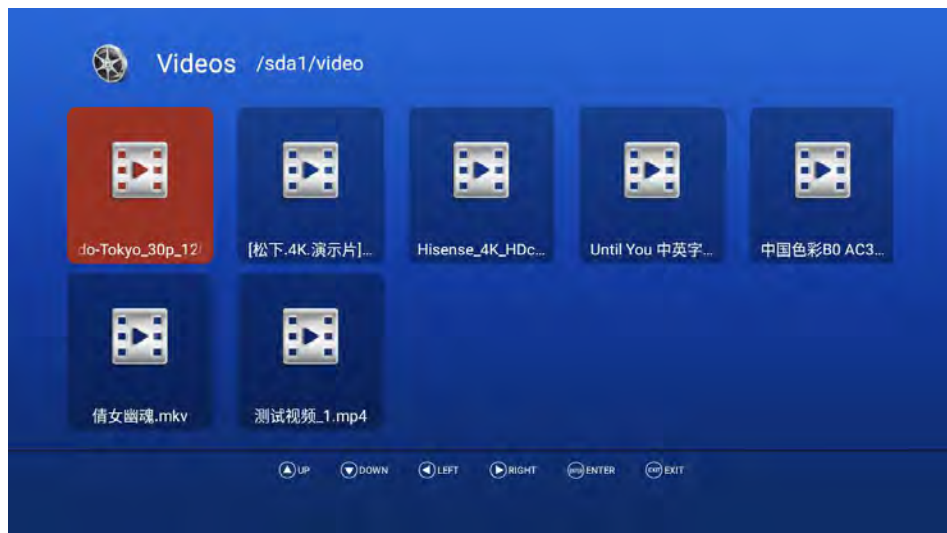 Videos /sda1/video
do-Tokyo_30p_12
[松下.4K.演示片]...
Hisense_4K_HDc...
Until You 中英字...
中国色彩B0 AC3...
倩女幽魂.mkv
测试视频_1.mp4
UP DOWN LEFT RIGHT ENTER ENTER EXIT EXIT